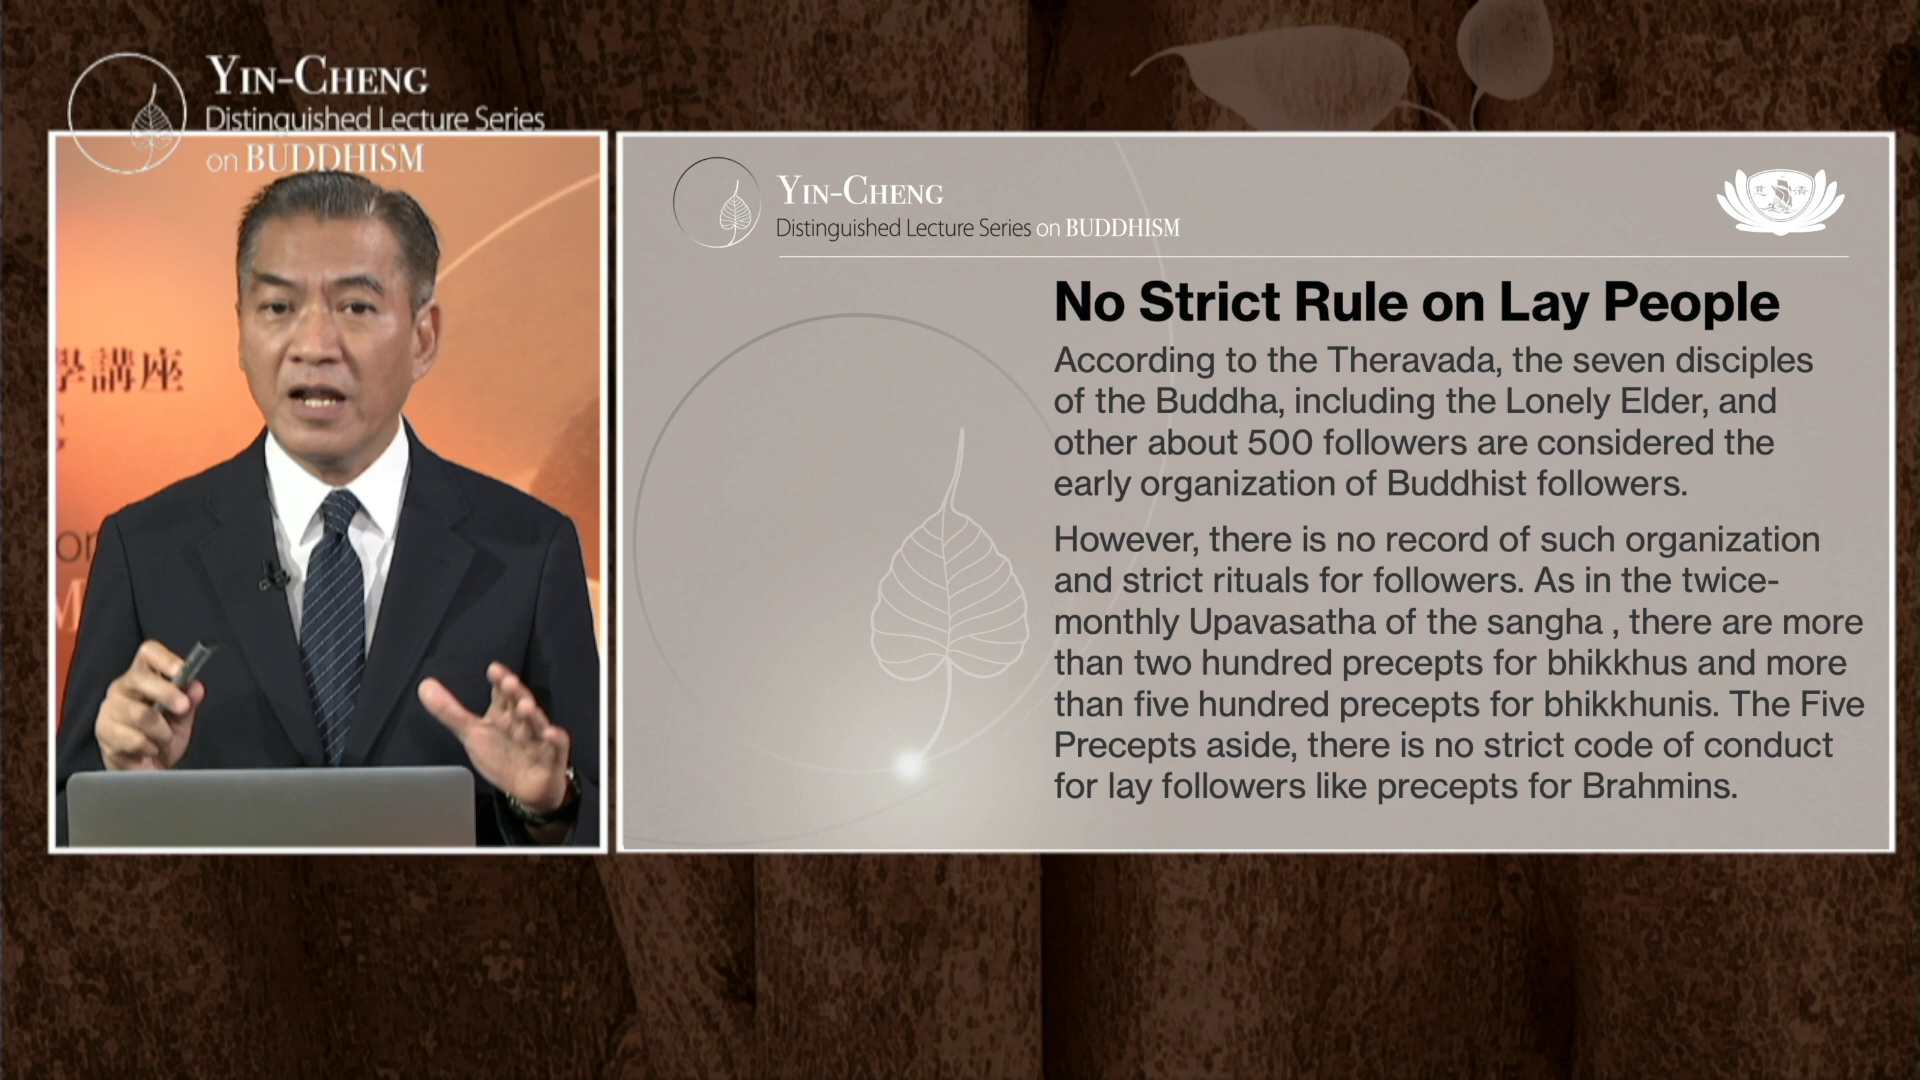 YIN-CHENG
Distinguished Lecture Series
on BUDDHISM
學講座
YIN-CHENG
Distinguished Lecture Series on BUDDHISM
慈 濟
No Strict Rule on Lay People
According to the Theravada, the seven disciples
of the Buddha, including the Lonely Elder, and
other about 500 followers are considered the
early organization of Buddhist followers.
However, there is no record of such organization
and strict rituals for followers. As in the twice-
monthly Upavasatha of the sangha , there are more
than two hundred precepts for bhikkhus and more
than five hundred precepts for bhikkhunis. The Five
Precepts aside, there is no strict code of conduct
for lay followers like precepts for Brahmins.